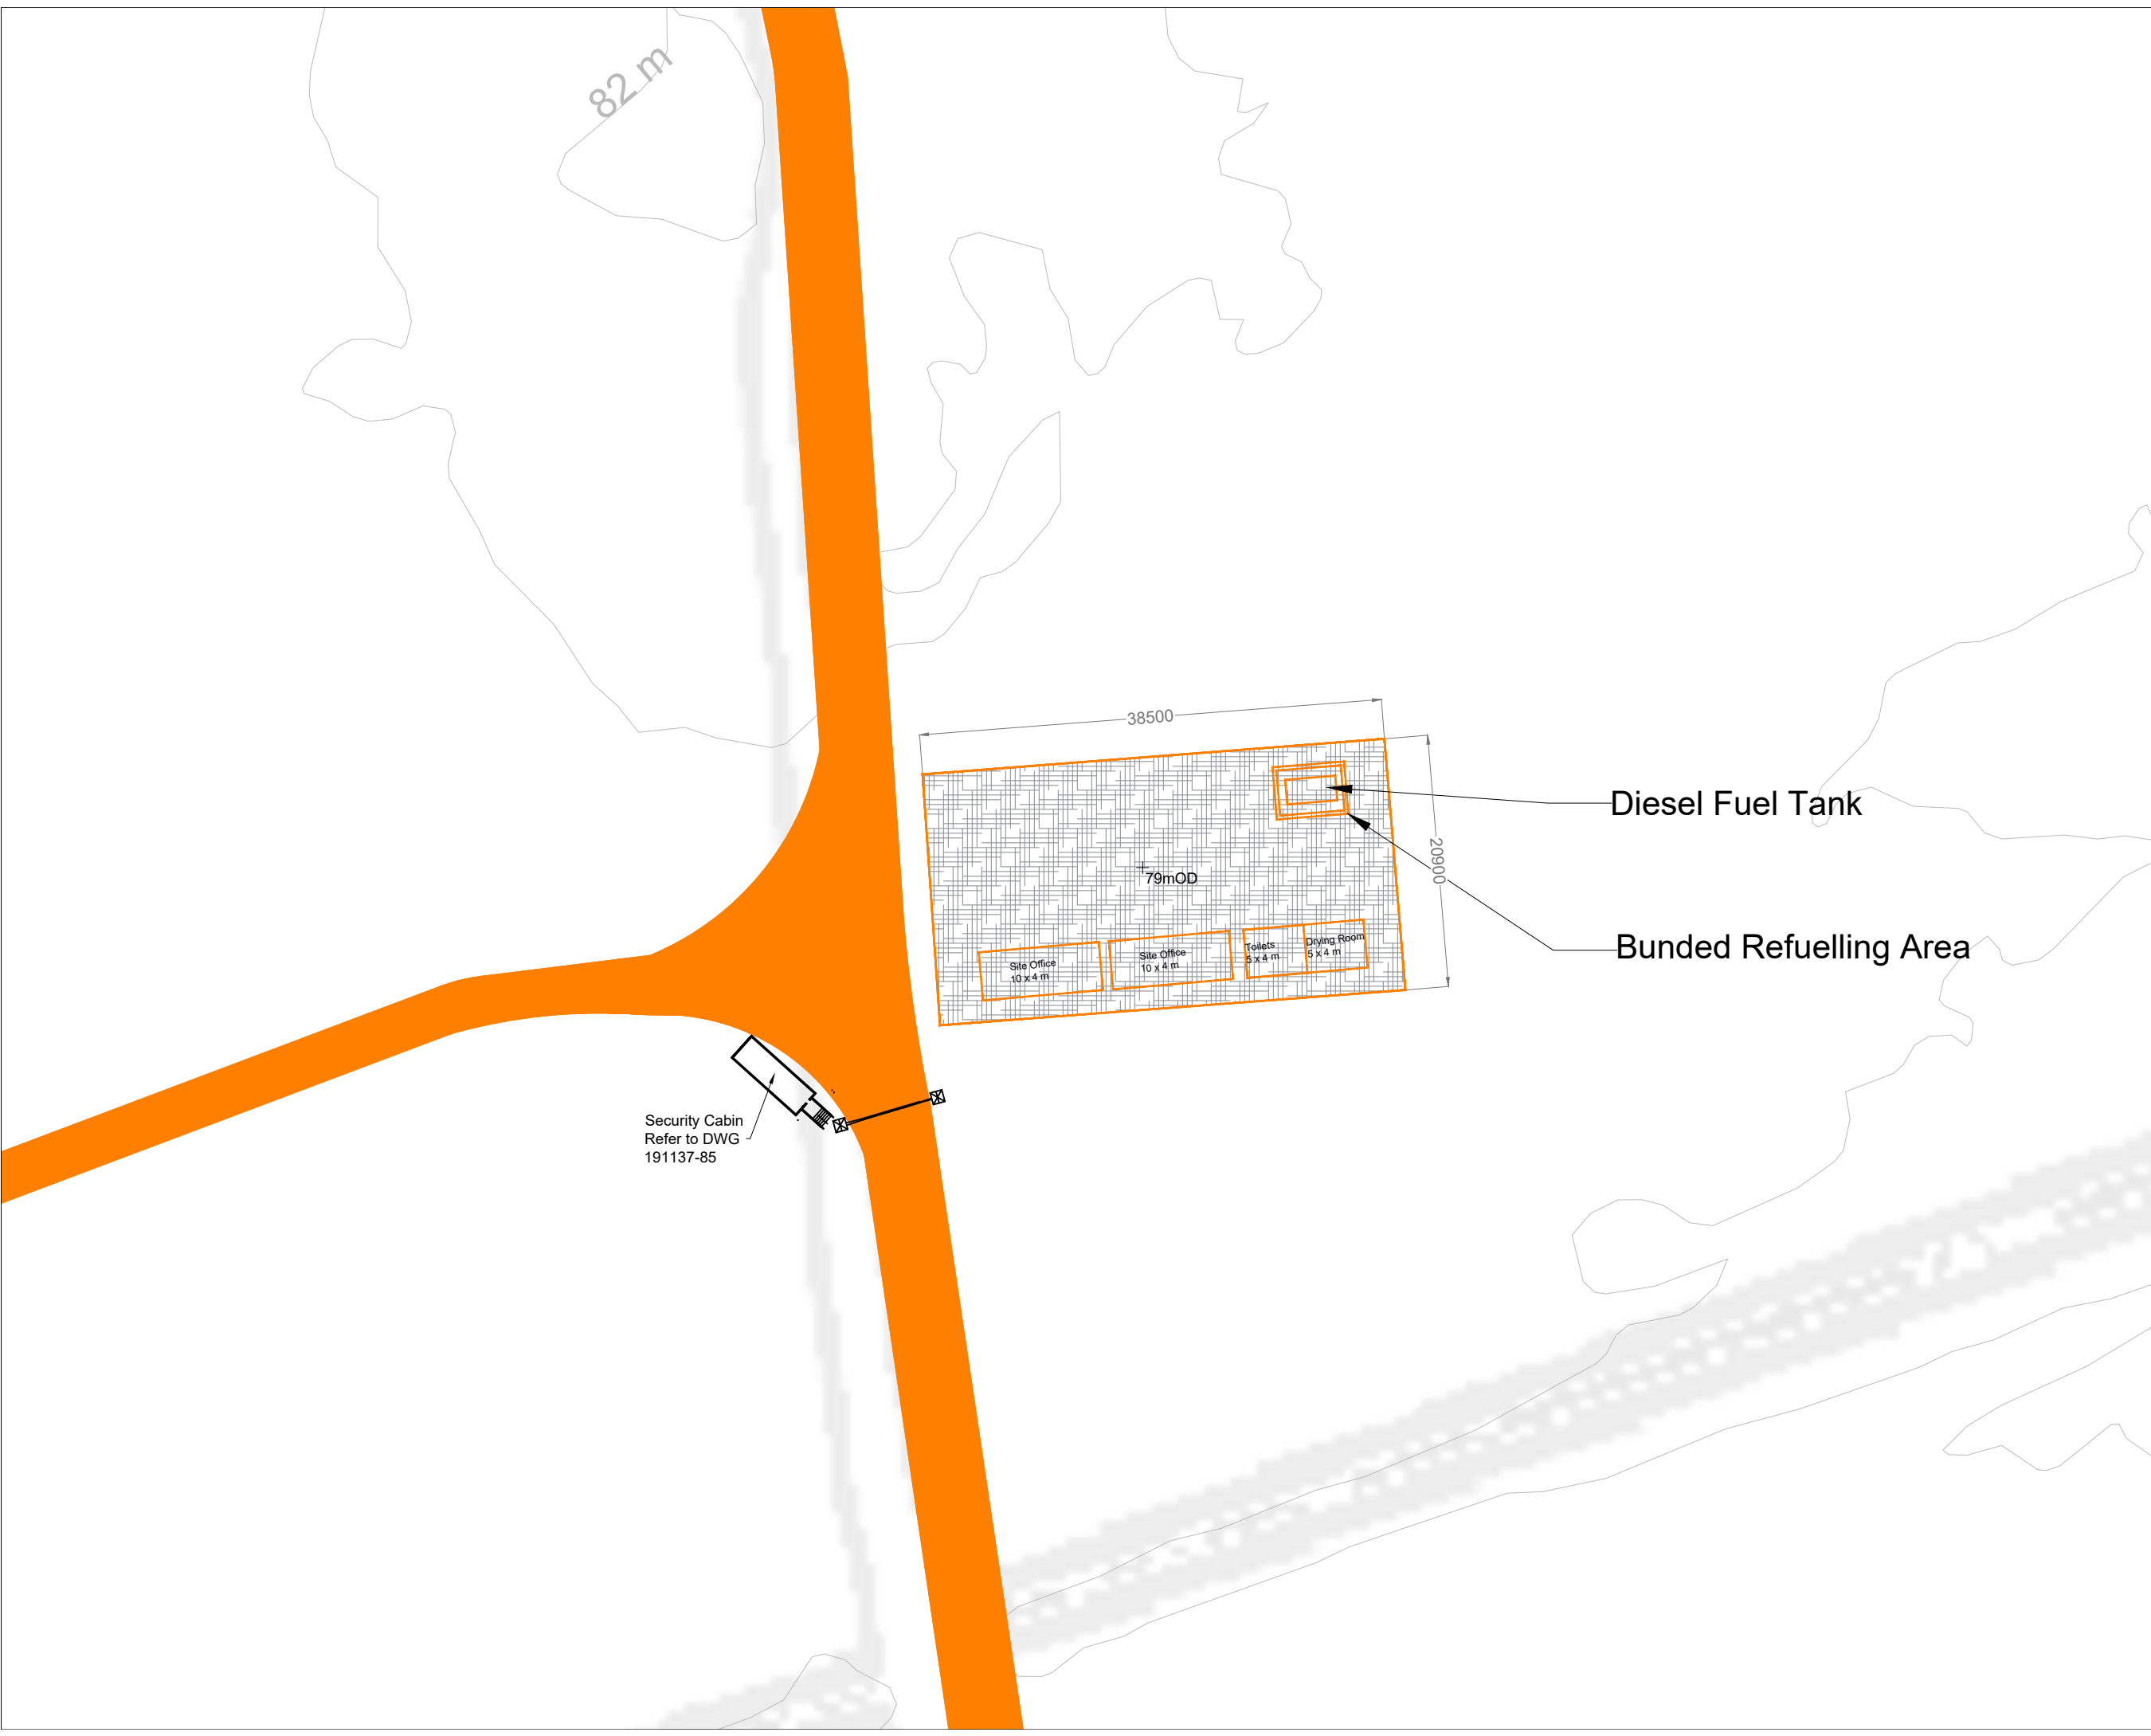 82 m
38500
Diesel Fuel Tank
20900
79mOD
Bunded Refuelling Area
Site Office
10 x 4 m
Site Office
10 x 4 m
Toilets
5 x 4 m
Drying Room
5 x 4 m
Security Cabin
Refer to DWG
191137-85